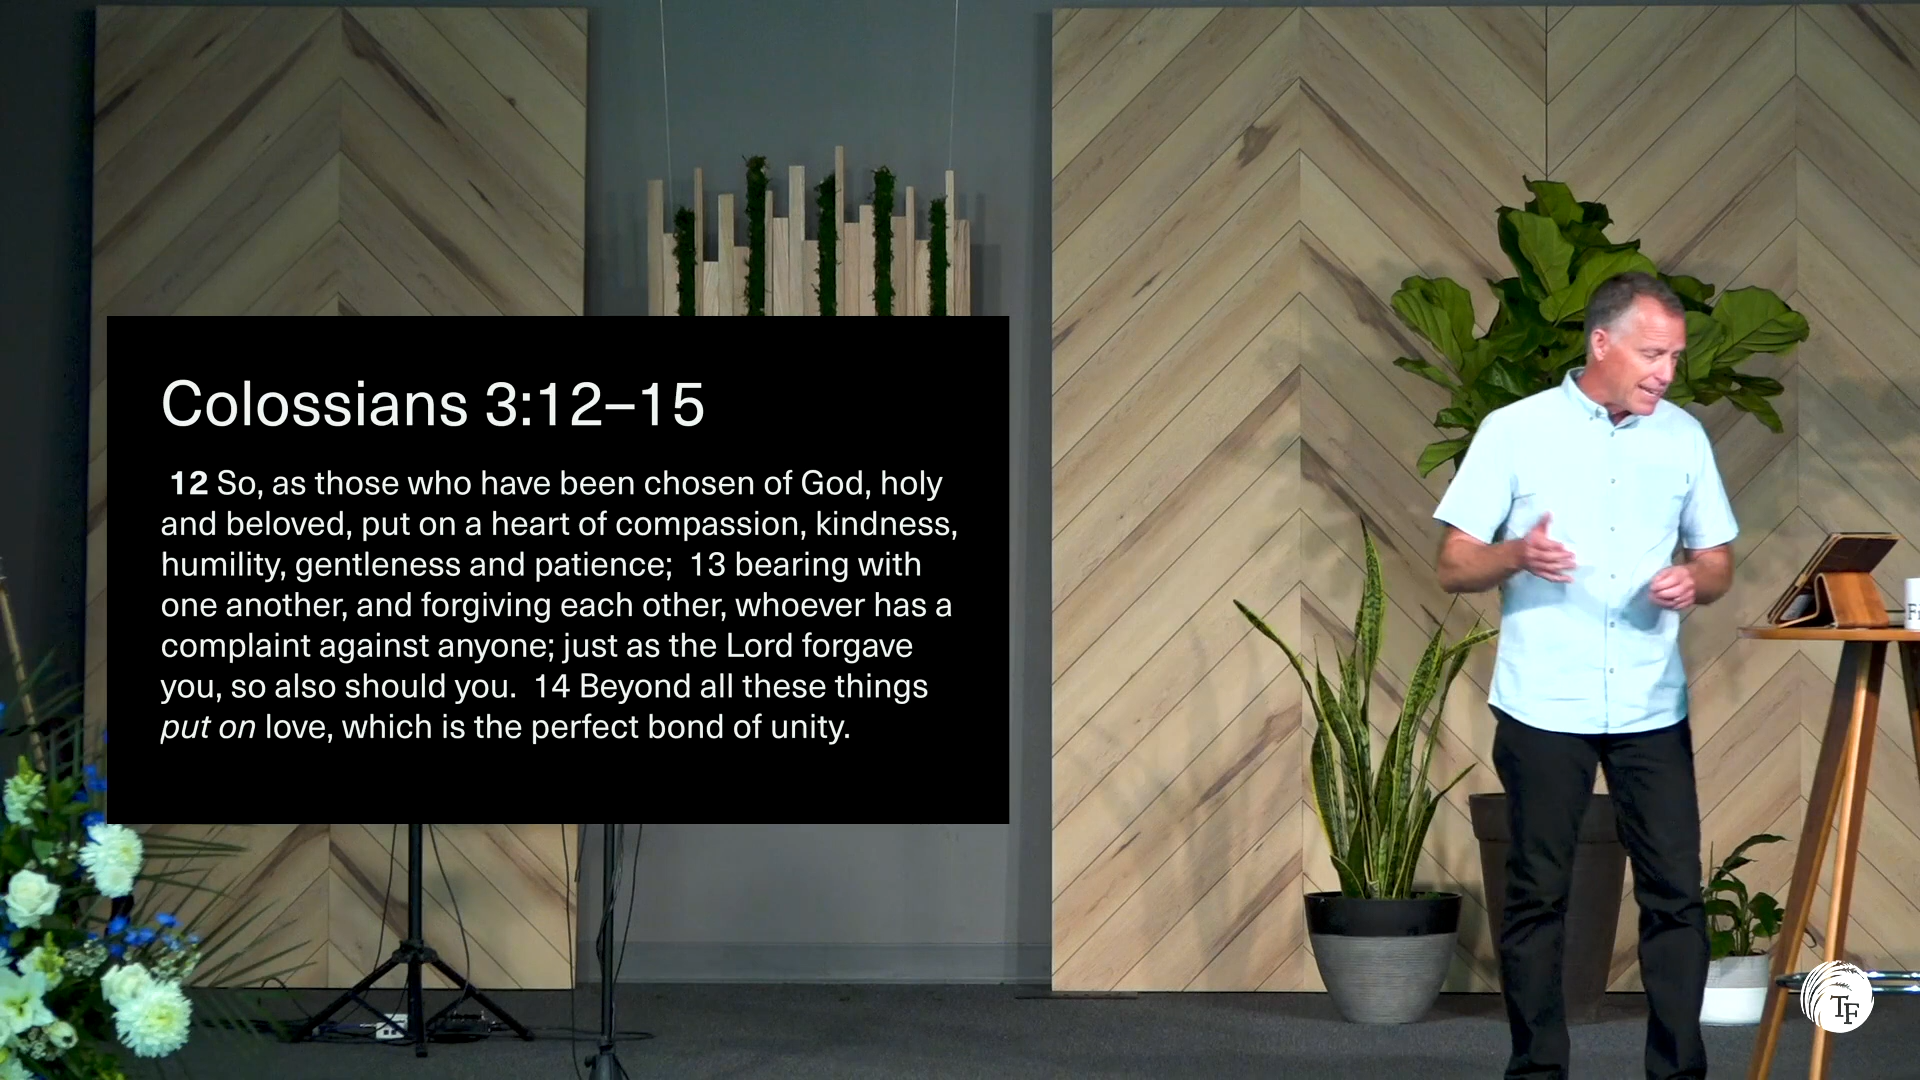 Colossians 3:12–15
12 So, as those who have been chosen of God, holy
and beloved, put on a heart of compassion, kindness,
humility, gentleness and patience;  13 bearing with
one another, and forgiving each other, whoever has a
complaint against anyone; just as the Lord forgave
you, so also should you.  14 Beyond all these things
put on love, which is the perfect bond of unity.
TF